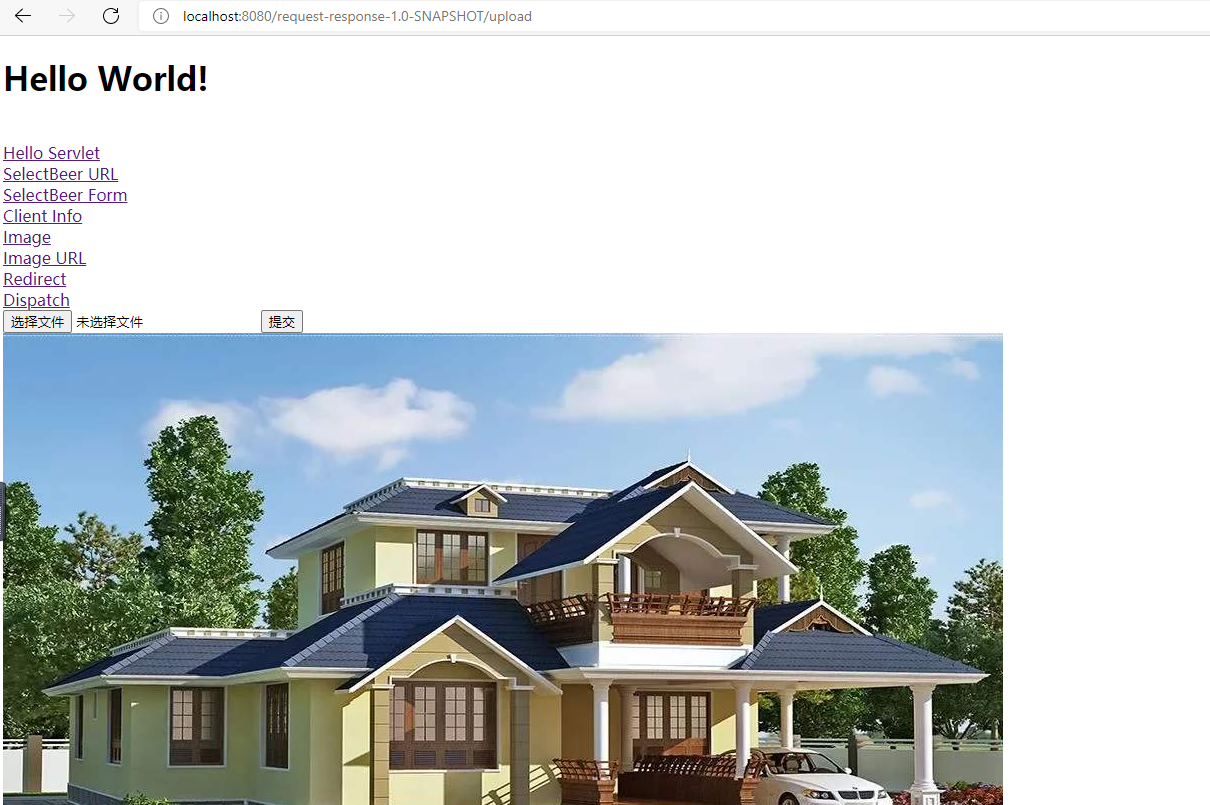 localhost:8080/request-response-1.0-SNAPSHOT/upload
Hello World!
Hello Servlet
SelectBeer URL
SelectBeer Form
Client Info
Image
Image URL
Redirect
Dispatch
选择文件 未选择文件 提交